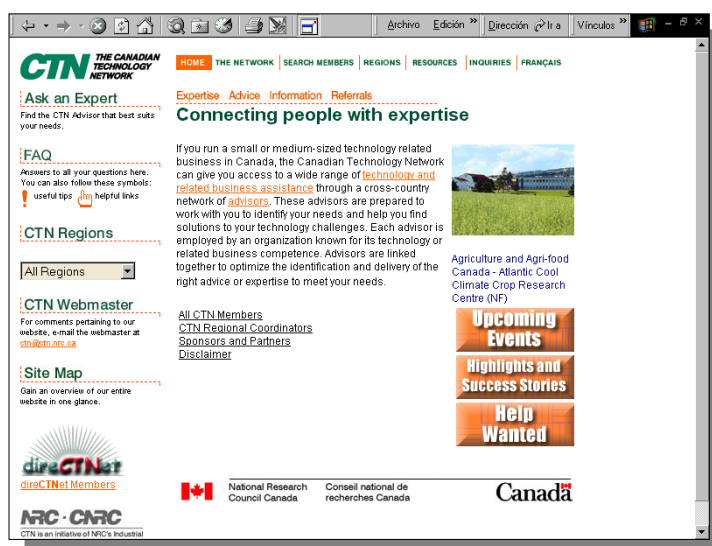 Archivo Edición » Dirección Ir a Vínculos »
CTN THE CANADIAN
TECHNOLOGY
NETWORK
HOME THE NETWORK SEARCH MEMBERS REGIONS RESOURCES INQUIRIES FRANÇAIS
Ask an Expert
Find the CTN Advisor that best suits
your needs.
FAQ
Answers to all your questions here.
You can also follow these symbols:
useful tips helpful links
CTN Regions
All Regions
CTN Webmaster
For comments pertaining to our
website, e-mail the webmaster at
ctn@ctn.nrc.ca
Site Map
Gain an overview of our entire
website in one glance.
direCTNet
direCTNet Members
NRC · CNRC
CTN is an initiative of NRC's Industrial
Expertise Advice Information Referrals
Connecting people with expertise
If you run a small or medium-sized technology related
business in Canada, the Canadian Technology Network
can give you access to a wide range of technology and
related business assistance through a cross-country
network of advisors. These advisors are prepared to
work with you to identify your needs and help you find
solutions to your technology challenges. Each advisor is
employed by an organization known for its technology or
related business competence. Advisors are linked
together to optimize the identification and delivery of the
right advice or expertise to meet your needs.
All CTN Members
CTN Regional Coordinators
Sponsors and Partners
Disclaimer
Agriculture and Agri-food
Canada - Atlantic Cool
Climate Crop Research
Centre (NF)
Upcoming
Events
Highlights and
Success Stories
Help
Wanted
National Research
Council Canada
Conseil national de
recherches Canada
Canada